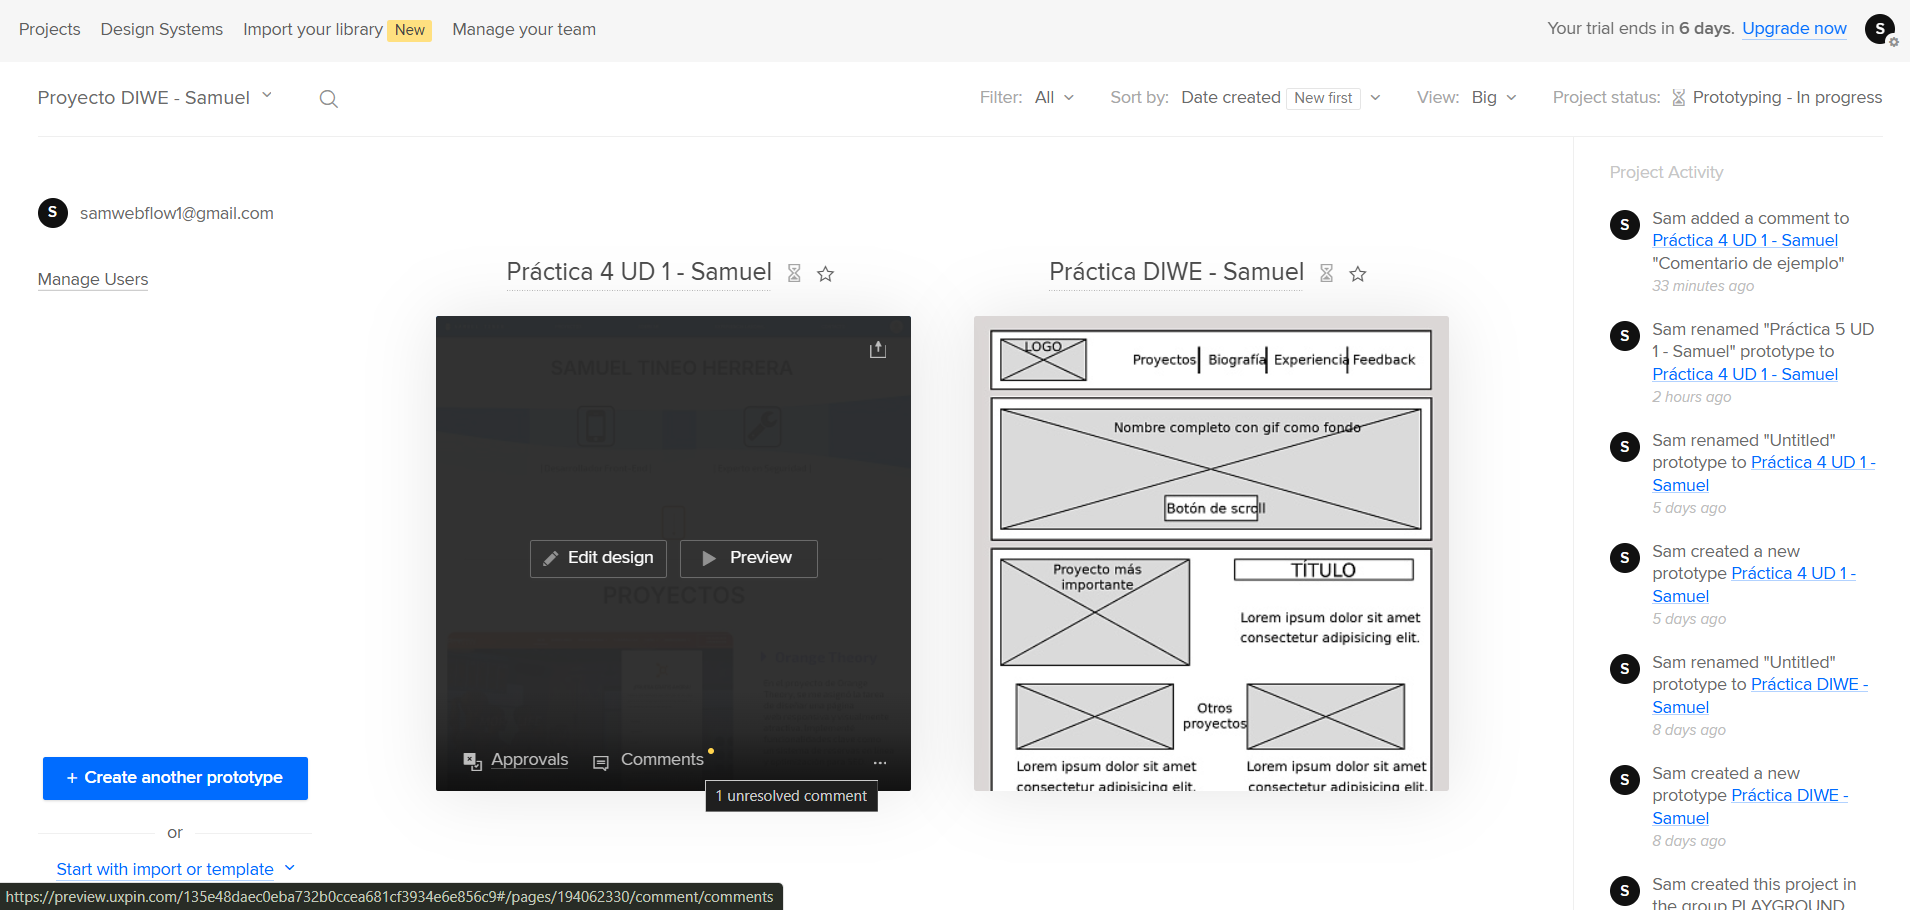 Projects Design Systems Import your library New Manage your team
Your trial ends in 6 days. Upgrade now S
Proyecto DIWE - Samuel
Filter: All Sort by: Date created New first View: Big Project status: Prototyping - In progress
S samwebflow1@gmail.com
Manage Users
+ Create another prototype
or
Start with import or template
Práctica 4 UD 1 - Samuel
SAMUEL TINEO HERRERA
Edit design Preview
PROYECTOS
Orange Theory
Approvals Comments ...
1 unresolved comment
Práctica DIWE - Samuel
LOGO
Proyectos Biografía Experiencia Feedback
Nombre completo con gif como fondo
Botón de scroll
Proyecto más
importante
TÍTULO
Lorem ipsum dolor sit amet
consectetur adipisicing elit.
Otros
proyectos
Lorem ipsum dolor sit amet
consectetur adipisicing elit.
Lorem ipsum dolor sit amet
consectetur adipisicing elit.
Project Activity
S Sam added a comment to
Práctica 4 UD 1 - Samuel
"Comentario de ejemplo"
33 minutes ago
S Sam renamed "Práctica 5 UD
1 - Samuel" prototype to
Práctica 4 UD 1 - Samuel
2 hours ago
S Sam renamed "Untitled"
prototype to Práctica 4 UD 1 -
Samuel
5 days ago
S Sam created a new
prototype Práctica 4 UD 1 -
Samuel
5 days ago
S Sam renamed "Untitled"
prototype to Práctica DIWE -
Samuel
8 days ago
S Sam created a new
prototype Práctica DIWE -
Samuel
8 days ago
S Sam created this project in
the group PLAYGROUND
https://preview.uxpin.com/135e48daec0eba732b0ccea681cf3934e6e856c9#/pages/194062330/comment/comments